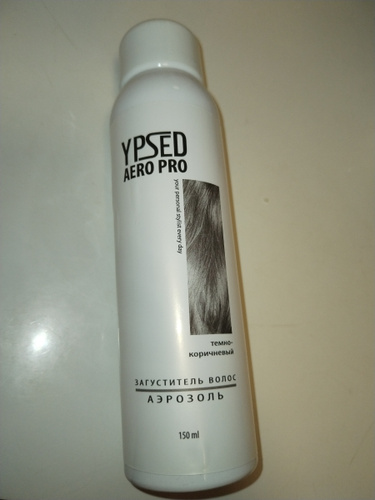 YPSED
AERO PRO
your personal stylist every day
темно-
коричневый
ЗАГУСТИТЕЛЬ ВОЛОС
АЭРОЗОЛЬ
150 ml